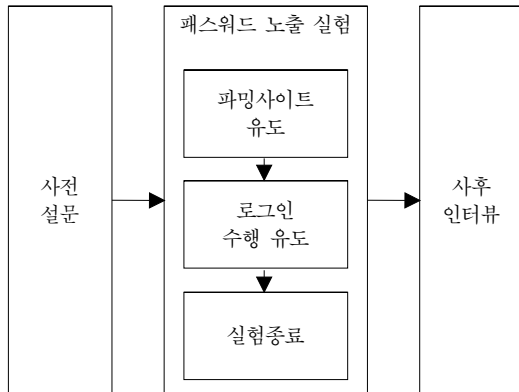 사전
설문
패스워드 노출 실험
파밍사이트
유도
로그인
수행 유도
실험종료
사후
인터뷰